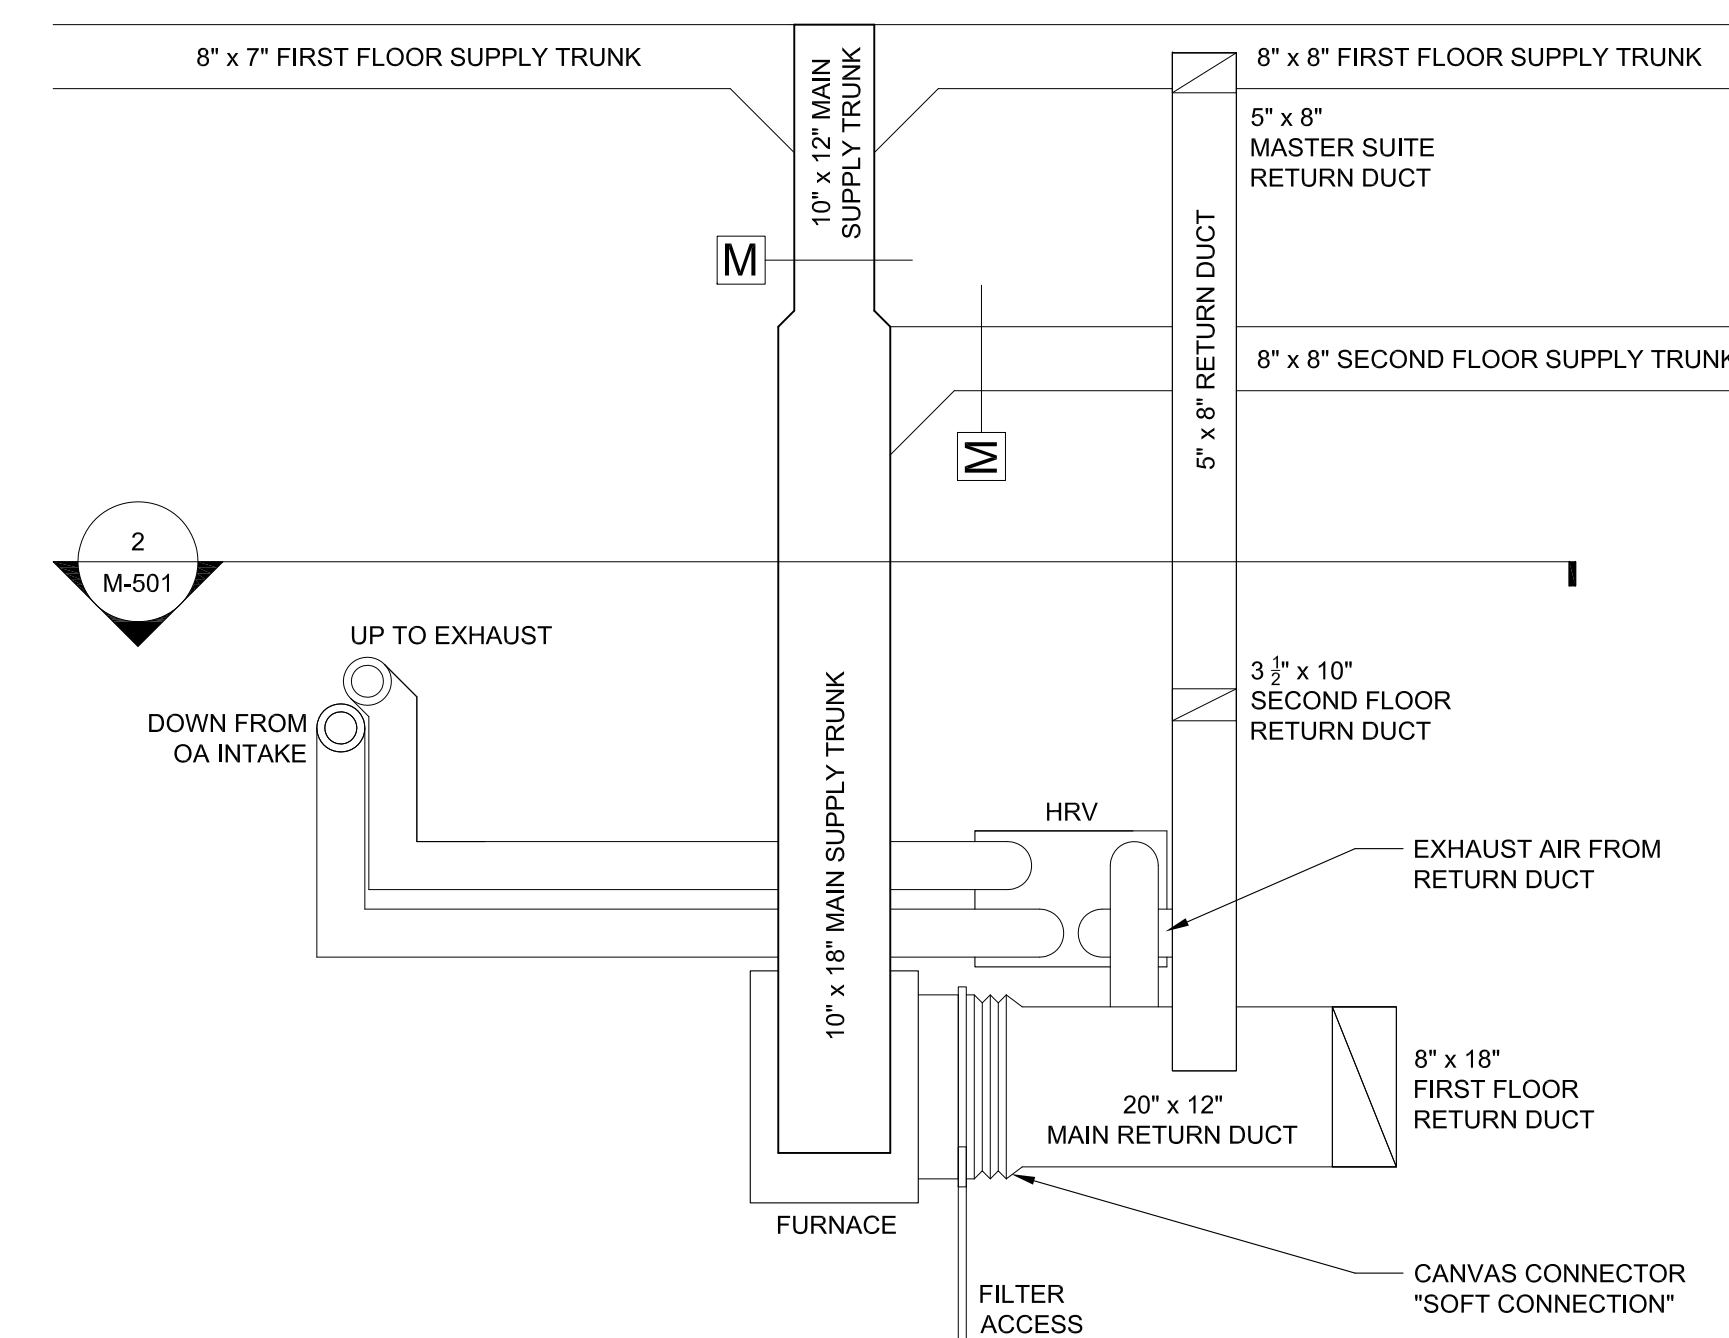 8" x 7" FIRST FLOOR SUPPLY TRUNK
10" x 12" MAIN
SUPPLY TRUNK
8" x 8" FIRST FLOOR SUPPLY TRUNK
5" x 8"
MASTER SUITE
RETURN DUCT
M
5" x 8" RETURN DUCT
8" x 8" SECOND FLOOR SUPPLY TRUNK
M
2
M-501
UP TO EXHAUST
DOWN FROM
OA INTAKE
10" x 18" MAIN SUPPLY TRUNK
3 ½" x 10"
SECOND FLOOR
RETURN DUCT
HRV
EXHAUST AIR FROM
RETURN DUCT
20" x 12"
MAIN RETURN DUCT
8" x 18"
FIRST FLOOR
RETURN DUCT
FURNACE
FILTER
ACCESS
CANVAS CONNECTOR
"SOFT CONNECTION"